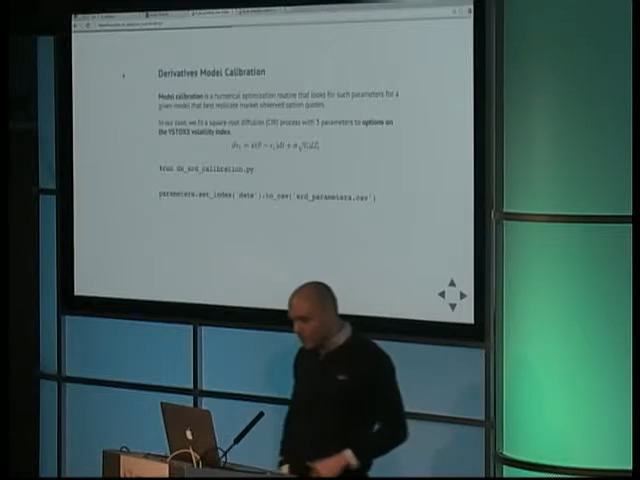 Derivatives Model Calibration
Model calibration is a numerical optimization routine that looks for such parameters for a
given model that best replicate market observed option quotes.
In our case, we fit a square-root diffusion (CIR) process with 3 parameters to options on
the VSTOXX volatility index.
%run dx_srd_calibration.py
parameters.set_index('date').to_csv('srd_parameters.csv')